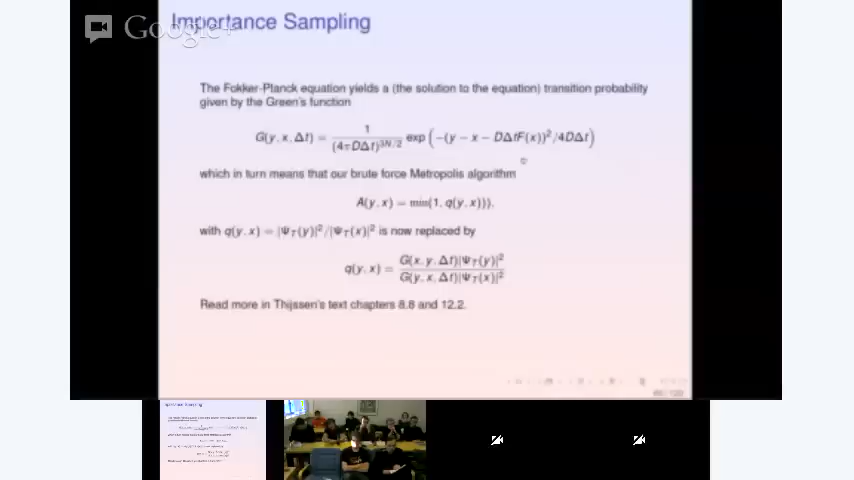 Importance Sampling
Google+
The Fokker-Planck equation yields a (the solution to the equation) transition probability
given by the Green's function
G(y, x, Δt) = 1/(4πDΔt)^{3N/2} exp (−(y − x − DΔtF(x))²/4DΔt)
which in turn means that our brute force Metropolis algorithm
A(y, x) = min(1, q(y, x))),
with q(y, x) = |Ψ_T(y)|²/|Ψ_T(x)|² is now replaced by
q(y, x) = G(x, y, Δt)|Ψ_T(y)|² / G(y, x, Δt)|Ψ_T(x)|²
Read more in Thijssen's text chapters 8.8 and 12.2.
Importance Sampling